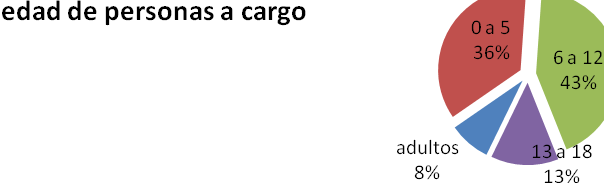 edad de personas a cargo
0 a 5
36%
6 a 12
43%
adultos
8%
13 a 18
13%